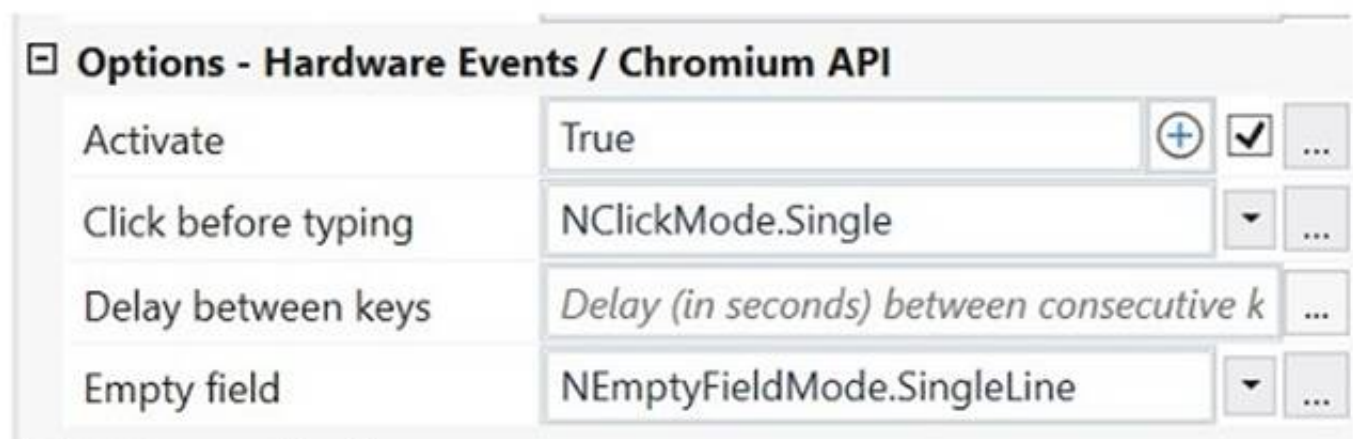 Options - Hardware Events / Chromium API
Activate True ...
Click before typing NClickMode.Single ...
Delay between keys Delay (in seconds) between consecutive k ...
Empty field NEmptyFieldMode.SingleLine ...